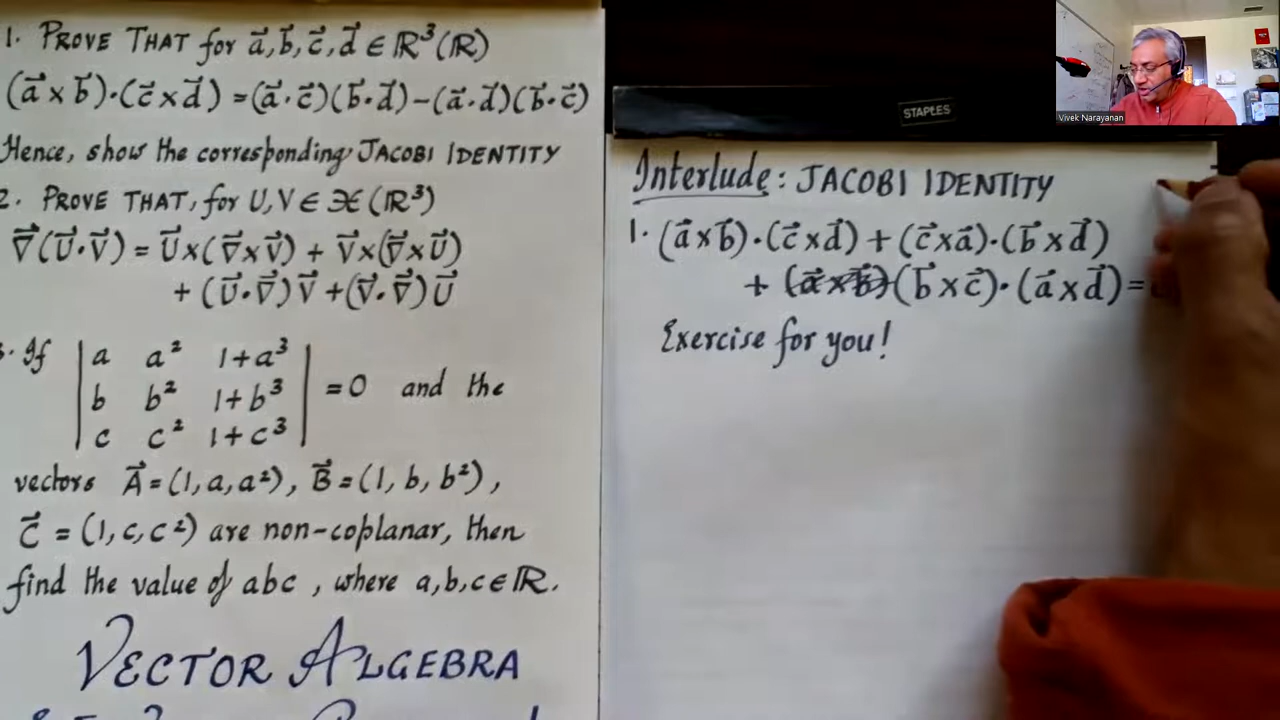 1. PROVE THAT for a⃗, b⃗, c⃗, d⃗ ∈ ℝ³(ℝ)
(a⃗ × b⃗)·(c⃗ × d⃗) = (a⃗·c⃗)(b⃗·d⃗) − (a⃗·d⃗)(b⃗·c⃗)
Hence, show the corresponding JACOBI IDENTITY
2. PROVE THAT, for U, V ∈ 𝔛(ℝ³)
∇⃗(U⃗·V⃗) = U⃗×(∇⃗×V⃗) + V⃗×(∇⃗×U⃗)
+ (U⃗·∇⃗)V⃗ + (V⃗·∇⃗)U⃗
3. If | a a² 1+a³ |
| b b² 1+b³ | = 0 and the
| c c² 1+c³ |
vectors A⃗ = (1, a, a²), B⃗ = (1, b, b²),
C⃗ = (1, c, c²) are non-coplanar, then
find the value of abc, where a, b, c ∈ ℝ.
VECTOR ALGEBRA
STAPLES
Vivek Narayanan
Interlude: JACOBI IDENTITY
1. (a⃗×b⃗)·(c⃗×d⃗) + (c⃗×a⃗)·(b⃗×d⃗)
+ (a⃗×b⃗) (b⃗×c⃗)·(a⃗×d⃗) =
Exercise for you!